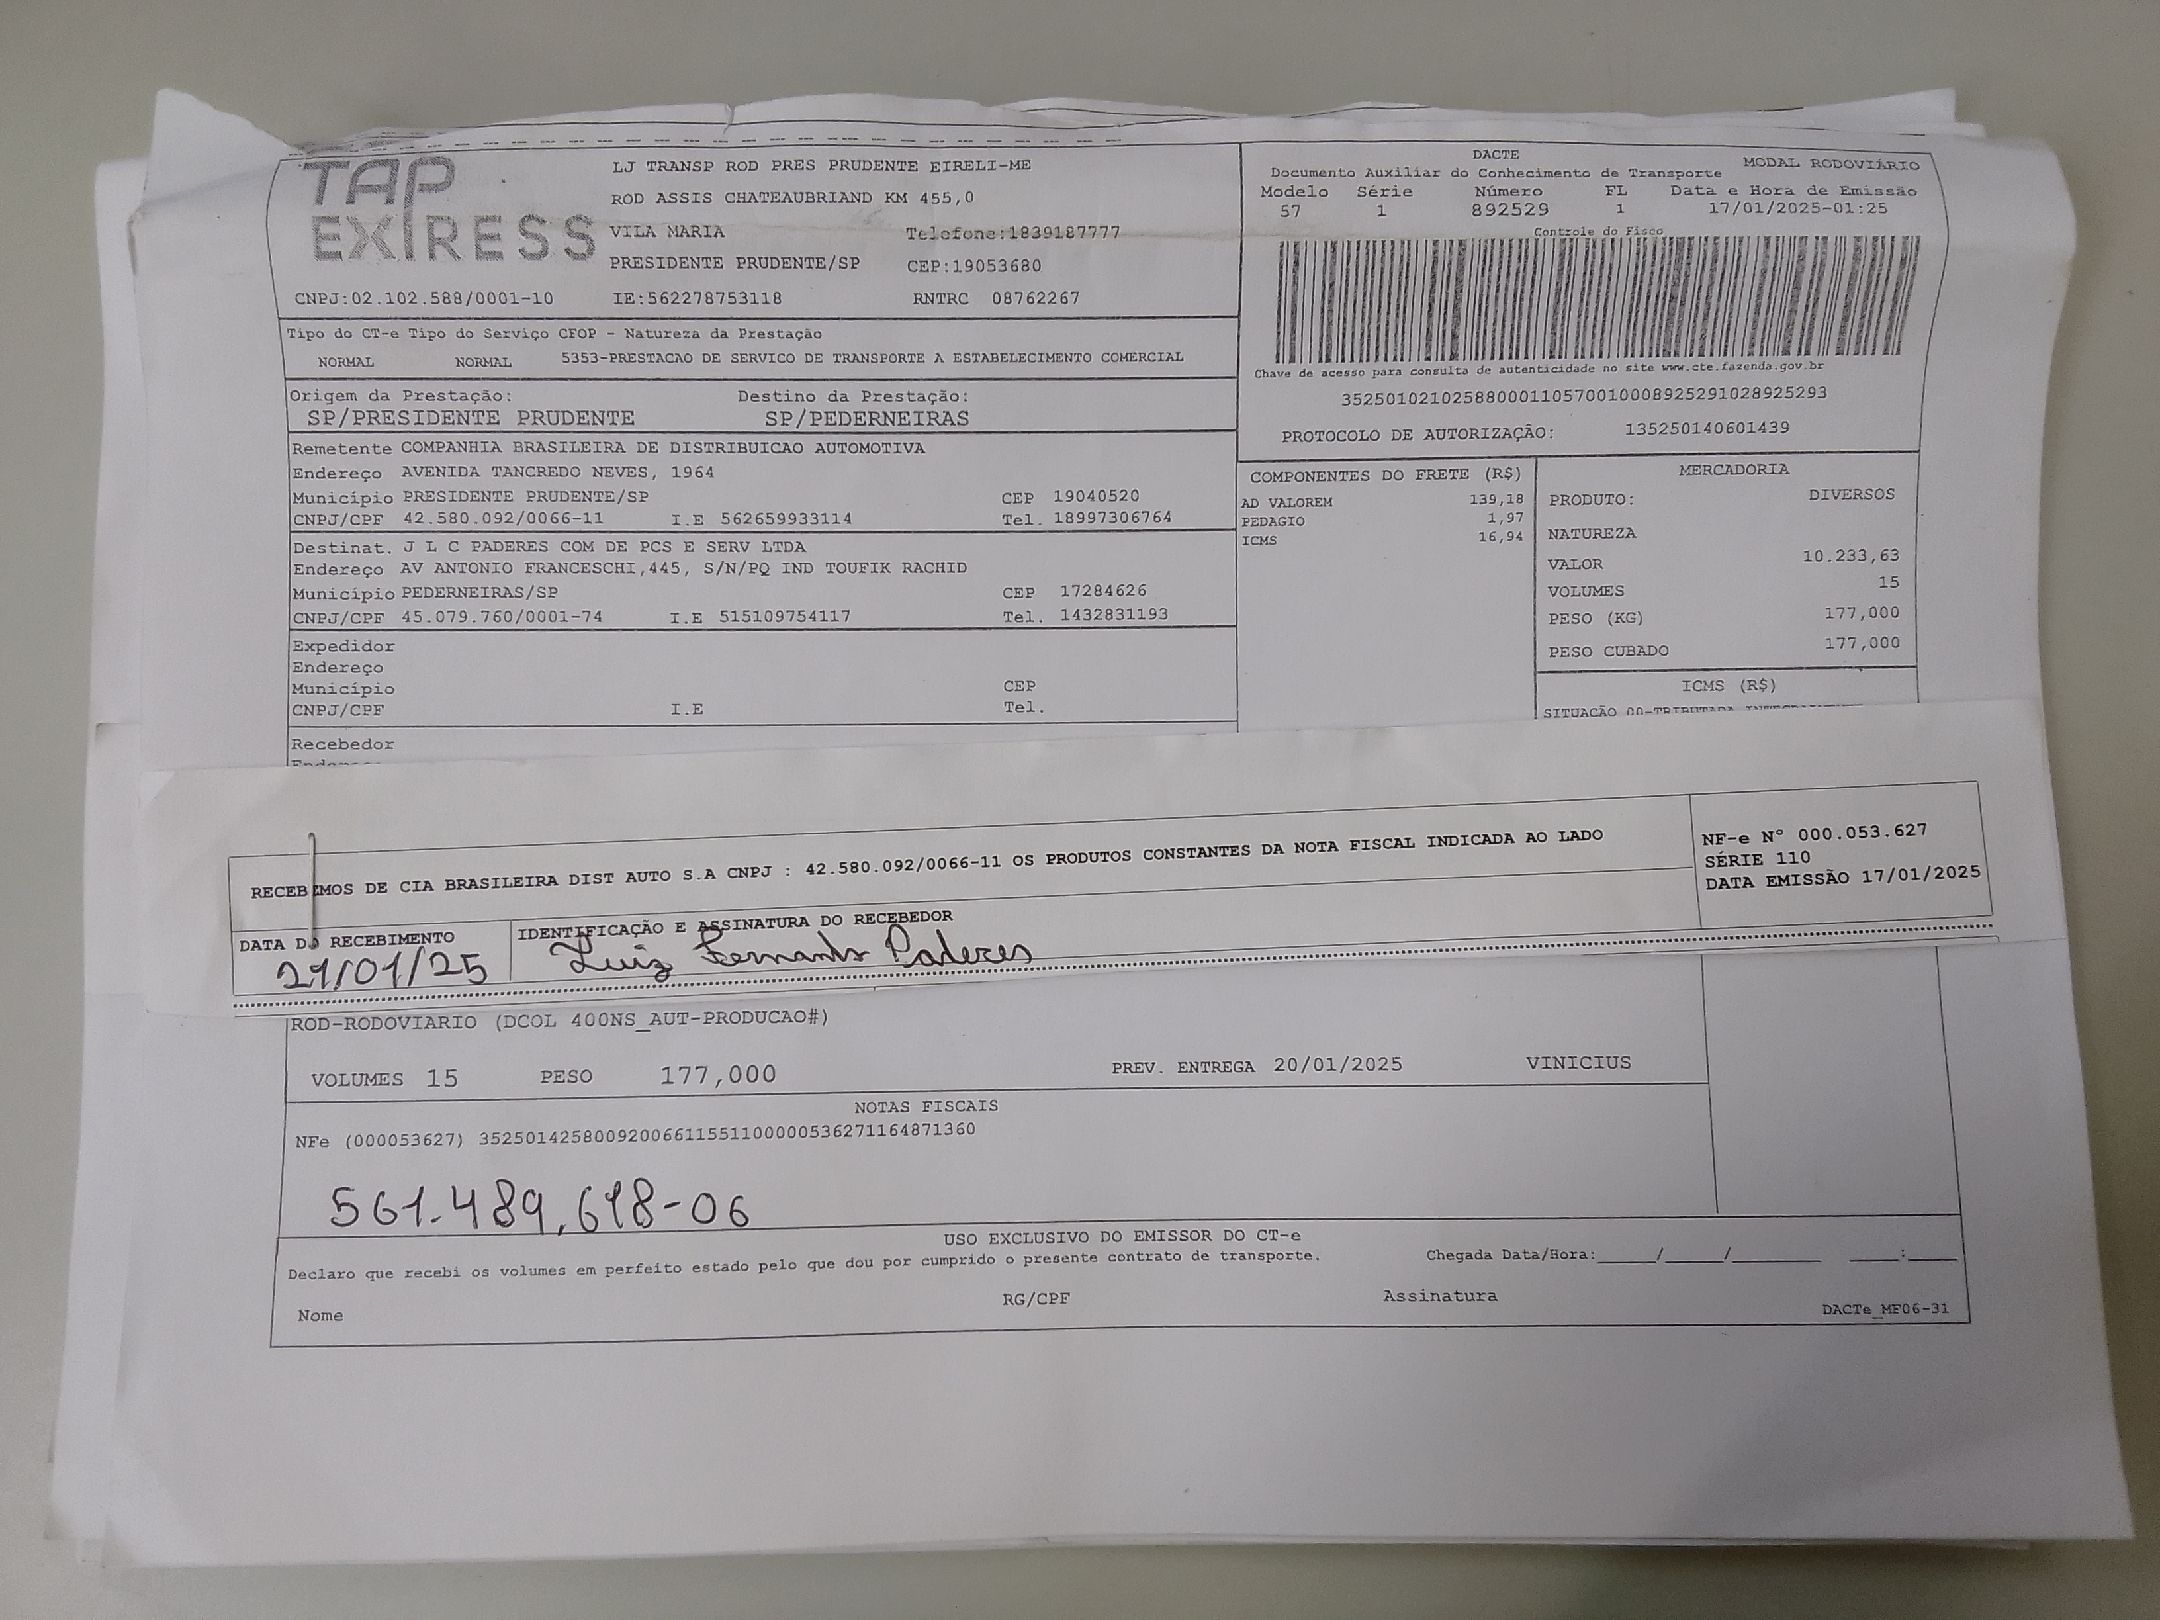 TAP
EXPRESS
LJ TRANSP ROD PRES PRUDENTE EIRELI-ME
ROD ASSIS CHATEAUBRIAND KM 455,0
VILA MARIA Telefone:1839187777
PRESIDENTE PRUDENTE/SP CEP:19053680
CNPJ:02.102.588/0001-10 IE:562278753118 RNTRC 08762267
DACTE
MODAL RODOVIÁRIO
Documento Auxiliar do Conhecimento de Transporte
Modelo Série Número FL Data e Hora de Emissão
57 1 892529 1 17/01/2025-01:25
Controle do Fisco
Chave de acesso para consulta de autenticidade no site www.cte.fazenda.gov.br
35250102102588000110570010008925291028925293
PROTOCOLO DE AUTORIZAÇÃO: 135250140601439
Tipo do CT-e Tipo do Serviço CFOP - Natureza da Prestação
NORMAL NORMAL 5353-PRESTACAO DE SERVICO DE TRANSPORTE A ESTABELECIMENTO COMERCIAL
Origem da Prestação: Destino da Prestação:
SP/PRESIDENTE PRUDENTE SP/PEDERNEIRAS
Remetente COMPANHIA BRASILEIRA DE DISTRIBUICAO AUTOMOTIVA
Endereço AVENIDA TANCREDO NEVES, 1964
Município PRESIDENTE PRUDENTE/SP CEP 19040520
CNPJ/CPF 42.580.092/0066-11 I.E 562659933114 Tel. 18997306764
Destinat. J L C PADERES COM DE PCS E SERV LTDA
Endereço AV ANTONIO FRANCESCHI,445, S/N/PQ IND TOUFIK RACHID
Município PEDERNEIRAS/SP CEP 17284626
CNPJ/CPF 45.079.760/0001-74 I.E 515109754117 Tel. 1432831193
Expedidor
Endereço
Município CEP
CNPJ/CPF I.E Tel.
Recebedor
COMPONENTES DO FRETE (R$)
AD VALOREM 139,18
PEDAGIO 1,97
ICMS 16,94
MERCADORIA
PRODUTO: DIVERSOS
NATUREZA
VALOR 10.233,63
VOLUMES 15
PESO (KG) 177,000
PESO CUBADO 177,000
ICMS (R$)
SITUAÇÃO 00-TRIBUTADA
RECEBEMOS DE CIA BRASILEIRA DIST AUTO S.A CNPJ : 42.580.092/0066-11 OS PRODUTOS CONSTANTES DA NOTA FISCAL INDICADA AO LADO
NF-e N° 000.053.627
SÉRIE 110
DATA EMISSÃO 17/01/2025
DATA DO RECEBIMENTO IDENTIFICAÇÃO E ASSINATURA DO RECEBEDOR
21/01/25 Luiz Fernando Paderes
ROD-RODOVIARIO (DCOL 400NS_AUT-PRODUCAO#)
VOLUMES 15 PESO 177,000 PREV. ENTREGA 20/01/2025 VINICIUS
NOTAS FISCAIS
NFe (000053627) 35250142580092006611551100000536271164871360
561.489.618-06
USO EXCLUSIVO DO EMISSOR DO CT-e
Declaro que recebi os volumes em perfeito estado pelo que dou por cumprido o presente contrato de transporte. Chegada Data/Hora:_____/_____/________ ____:____
Nome RG/CPF Assinatura DACTe_MF06-31